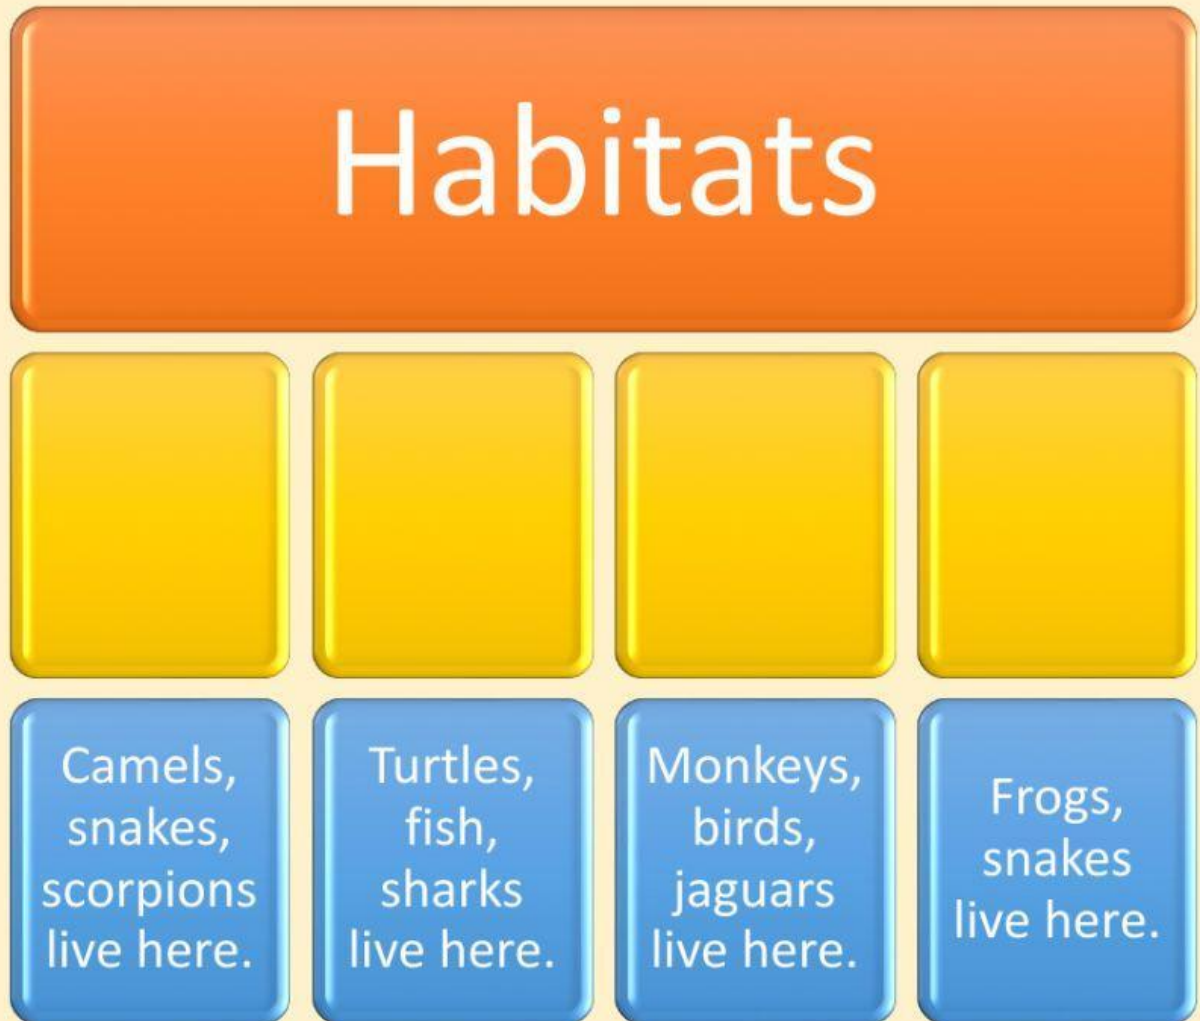 Habitats
Camels,
snakes,
scorpions
live here.
Turtles,
fish,
sharks
live here.
Monkeys,
birds,
jaguars
live here.
Frogs,
snakes
live here.